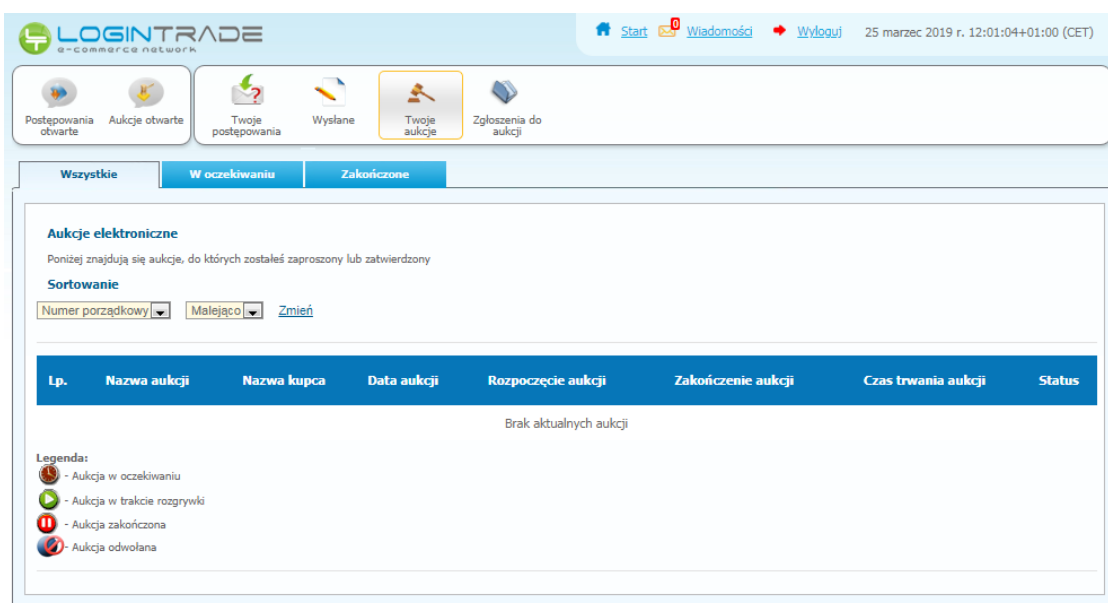 LOGINTRADE
e-commerce network
Start 0 Wiadomości Wyloguj 25 marzec 2019 r. 12:01:04+01:00 (CET)
Postępowania otwarte
Aukcje otwarte
Twoje postępowania
Wysłane
Twoje aukcje
Zgłoszenia do aukcji
Wszystkie W oczekiwaniu Zakończone
Aukcje elektroniczne
Poniżej znajdują się aukcje, do których zostałeś zaproszony lub zatwierdzony
Sortowanie
Numer porządkowy Malejąco Zmień
Lp. Nazwa aukcji Nazwa kupca Data aukcji Rozpoczęcie aukcji Zakończenie aukcji Czas trwania aukcji Status
Brak aktualnych aukcji
Legenda:
- Aukcja w oczekiwaniu
- Aukcja w trakcie rozgrywki
- Aukcja zakończona
- Aukcja odwołana